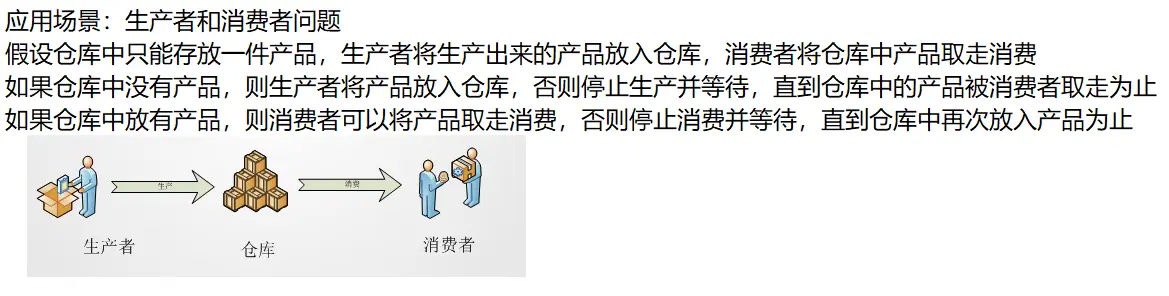 应用场景：生产者和消费者问题
假设仓库中只能存放一件产品，生产者将生产出来的产品放入仓库，消费者将仓库中产品取走消费
如果仓库中没有产品，则生产者将产品放入仓库，否则停止生产并等待，直到仓库中的产品被消费者取走为止
如果仓库中放有产品，则消费者可以将产品取走消费，否则停止消费并等待，直到仓库中再次放入产品为止
生产 消费
生产者 仓库 消费者